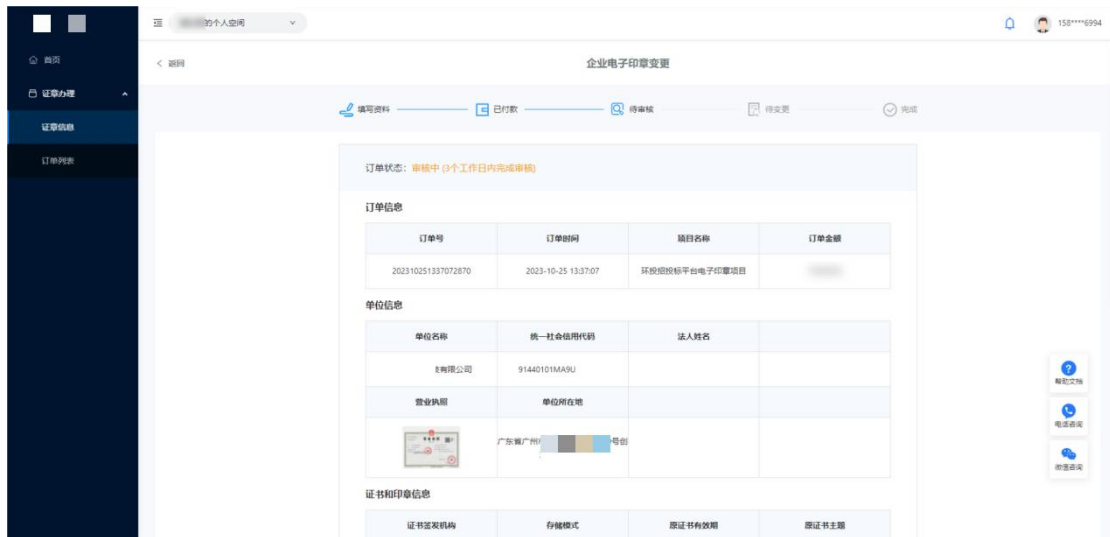 的个人空间
158****6994
首页
返回
企业电子印章变更
证章办理
填写资料
已付款
待审核
待变更
完成
证章信息
订单列表
订单状态：审核中 (3个工作日内完成审核)
订单信息
订单号 订单时间 项目名称 订单金额
202310251337072870 2023-10-25 13:37:07 环投招投标平台电子印章项目
单位信息
单位名称 统一社会信用代码 法人姓名
有限公司 91440101MA9U
营业执照 单位所在地
营业执照
广东省广州 号创
证书和印章信息
证书签发机构 存储模式 原证书有效期 原证书主题
帮助文档
电话咨询
微信咨询